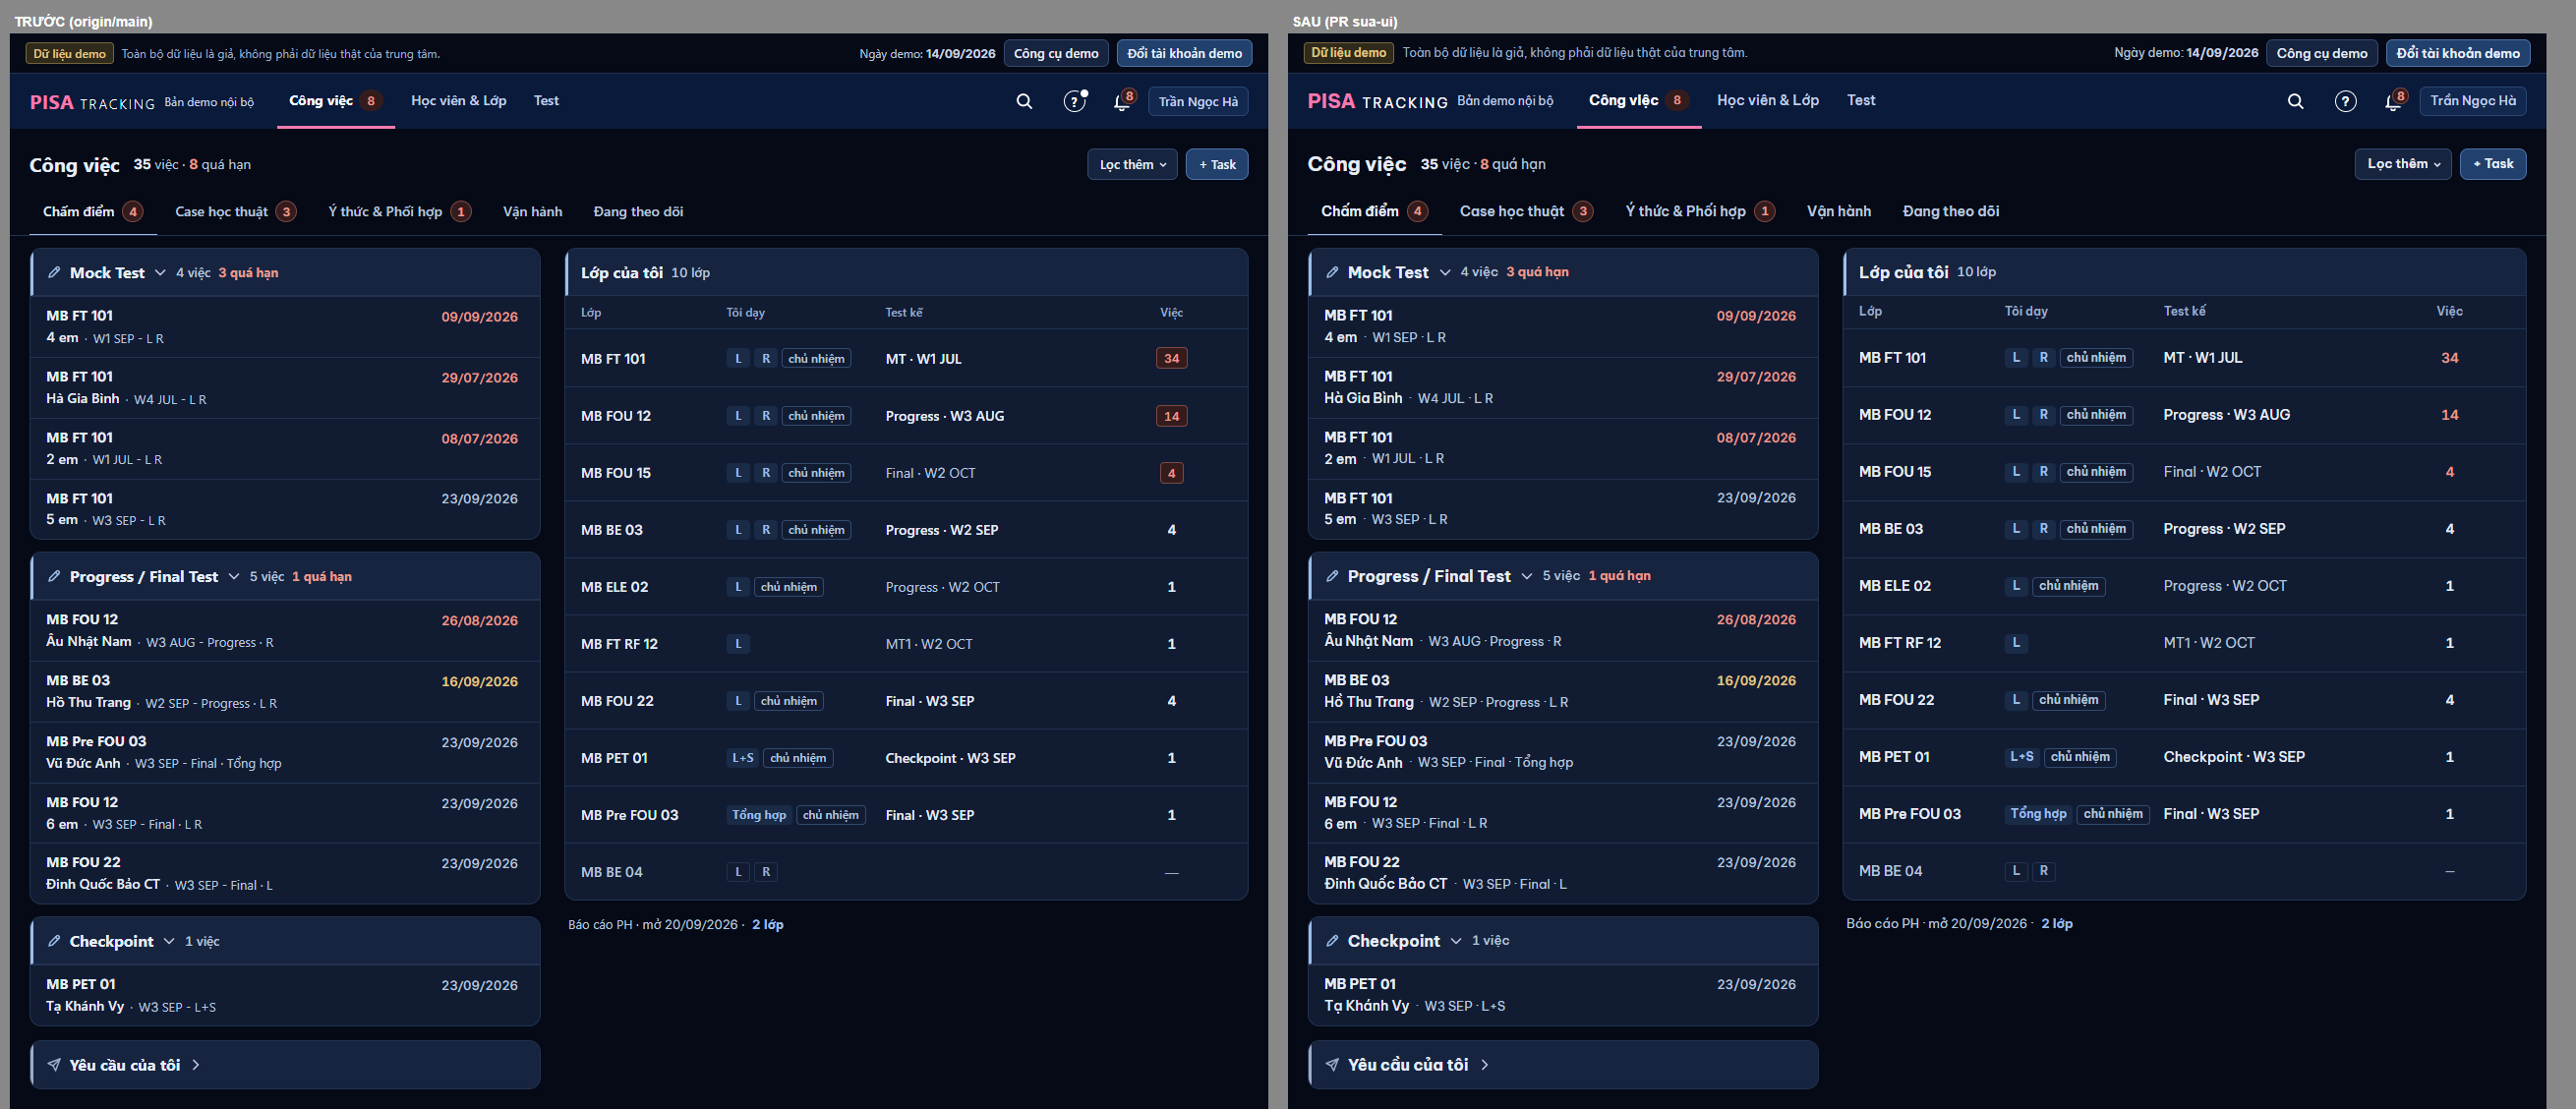 TRƯỚC (origin/main)
Dữ liệu demo Toàn bộ dữ liệu là giả, không phải dữ liệu thật của trung tâm. Ngày demo: 14/09/2026 Công cụ demo Đổi tài khoản demo
PISA TRACKING Bản demo nội bộ Công việc 8 Học viên & Lớp Test ? 8 Trần Ngọc Hà
Công việc 35 việc · 8 quá hạn Lọc thêm + Task
Chấm điểm 4 Case học thuật 3 Ý thức & Phối hợp 1 Vận hành Đang theo dõi
Mock Test 4 việc 3 quá hạn
MB FT 101 09/09/2026
4 em · W1 SEP - L R
MB FT 101 29/07/2026
Hà Gia Bình · W4 JUL - L R
MB FT 101 08/07/2026
2 em · W1 JUL - L R
MB FT 101 23/09/2026
5 em · W3 SEP - L R
Progress / Final Test 5 việc 1 quá hạn
MB FOU 12 26/08/2026
Âu Nhật Nam · W3 AUG - Progress · R
MB BE 03 16/09/2026
Hồ Thu Trang · W2 SEP - Progress · L R
MB Pre FOU 03 23/09/2026
Vũ Đức Anh · W3 SEP - Final · Tổng hợp
MB FOU 12 23/09/2026
6 em · W3 SEP - Final · L R
MB FOU 22 23/09/2026
Đinh Quốc Bảo CT · W3 SEP - Final · L
Checkpoint 1 việc
MB PET 01 23/09/2026
Tạ Khánh Vy · W3 SEP - L+S
Yêu cầu của tôi
Lớp của tôi 10 lớp
Lớp Tôi dạy Test kế Việc
MB FT 101 L R chủ nhiệm MT · W1 JUL 34
MB FOU 12 L R chủ nhiệm Progress · W3 AUG 14
MB FOU 15 L R chủ nhiệm Final · W2 OCT 4
MB BE 03 L R chủ nhiệm Progress · W2 SEP 4
MB ELE 02 L chủ nhiệm Progress · W2 OCT 1
MB FT RF 12 L MT1 · W2 OCT 1
MB FOU 22 L chủ nhiệm Final · W3 SEP 4
MB PET 01 L+S chủ nhiệm Checkpoint · W3 SEP 1
MB Pre FOU 03 Tổng hợp chủ nhiệm Final · W3 SEP 1
MB BE 04 L R —
Báo cáo PH · mở 20/09/2026 · 2 lớp
SAU (PR sua-ui)
Dữ liệu demo Toàn bộ dữ liệu là giả, không phải dữ liệu thật của trung tâm. Ngày demo: 14/09/2026 Công cụ demo Đổi tài khoản demo
PISA TRACKING Bản demo nội bộ Công việc 8 Học viên & Lớp Test ? 8 Trần Ngọc Hà
Công việc 35 việc · 8 quá hạn Lọc thêm + Task
Chấm điểm 4 Case học thuật 3 Ý thức & Phối hợp 1 Vận hành Đang theo dõi
Mock Test 4 việc 3 quá hạn
MB FT 101 09/09/2026
4 em · W1 SEP · L R
MB FT 101 29/07/2026
Hà Gia Bình · W4 JUL · L R
MB FT 101 08/07/2026
2 em · W1 JUL · L R
MB FT 101 23/09/2026
5 em · W3 SEP · L R
Progress / Final Test 5 việc 1 quá hạn
MB FOU 12 26/08/2026
Âu Nhật Nam · W3 AUG · Progress · R
MB BE 03 16/09/2026
Hồ Thu Trang · W2 SEP · Progress · L R
MB Pre FOU 03 23/09/2026
Vũ Đức Anh · W3 SEP · Final · Tổng hợp
MB FOU 12 23/09/2026
6 em · W3 SEP · Final · L R
MB FOU 22 23/09/2026
Đinh Quốc Bảo CT · W3 SEP · Final · L
Checkpoint 1 việc
MB PET 01 23/09/2026
Tạ Khánh Vy · W3 SEP · L+S
Yêu cầu của tôi
Lớp của tôi 10 lớp
Lớp Tôi dạy Test kế Việc
MB FT 101 L R chủ nhiệm MT · W1 JUL 34
MB FOU 12 L R chủ nhiệm Progress · W3 AUG 14
MB FOU 15 L R chủ nhiệm Final · W2 OCT 4
MB BE 03 L R chủ nhiệm Progress · W2 SEP 4
MB ELE 02 L chủ nhiệm Progress · W2 OCT 1
MB FT RF 12 L MT1 · W2 OCT 1
MB FOU 22 L chủ nhiệm Final · W3 SEP 4
MB PET 01 L+S chủ nhiệm Checkpoint · W3 SEP 1
MB Pre FOU 03 Tổng hợp chủ nhiệm Final · W3 SEP 1
MB BE 04 L R —
Báo cáo PH · mở 20/09/2026 · 2 lớp